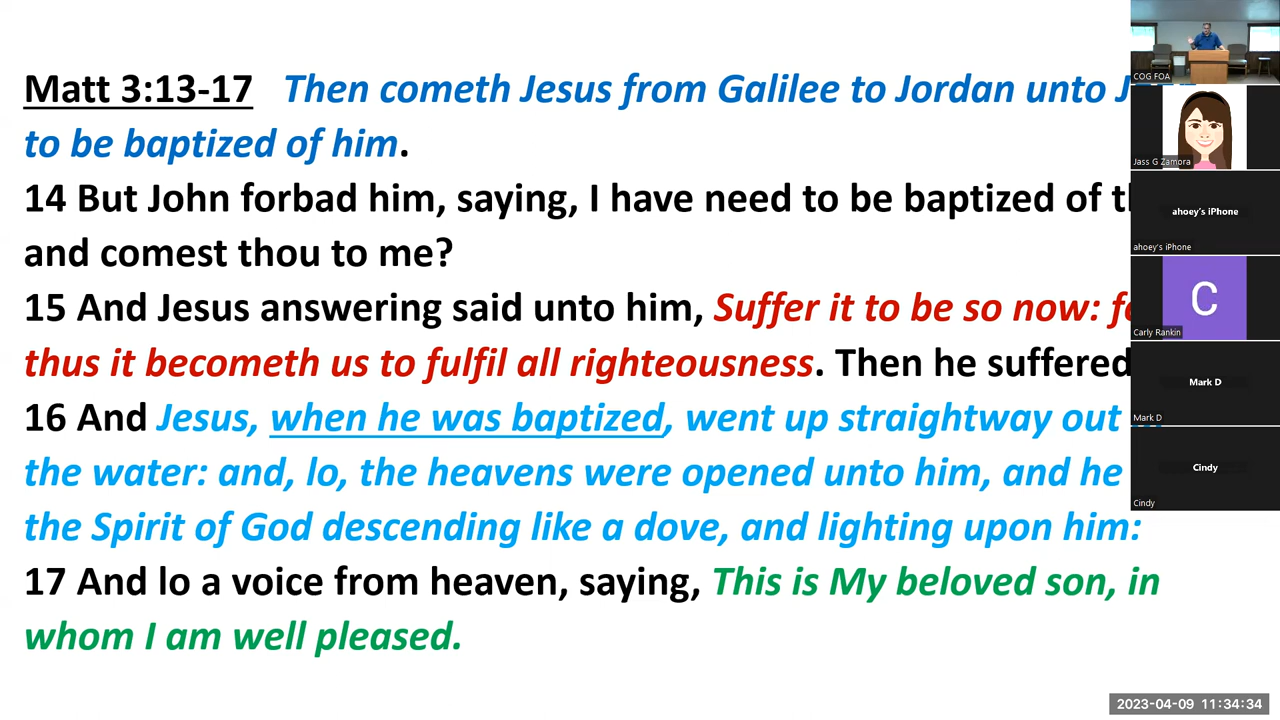 Matt 3:13-17 Then cometh Jesus from Galilee to Jordan unto
to be baptized of him.
14 But John forbad him, saying, I have need to be baptized of
and comest thou to me?
15 And Jesus answering said unto him, Suffer it to be so now:
thus it becometh us to fulfil all righteousness. Then he suffered
16 And Jesus, when he was baptized, went up straightway out
the water: and, lo, the heavens were opened unto him, and he
the Spirit of God descending like a dove, and lighting upon him:
17 And lo a voice from heaven, saying, This is My beloved son, in
whom I am well pleased.
COG FOA
Jass G Zamora
ahoey's iPhone
ahoey's iPhone
C
Carly Rankin
Mark D
Mark D
Cindy
Cindy
2023-04-09 11:34:34